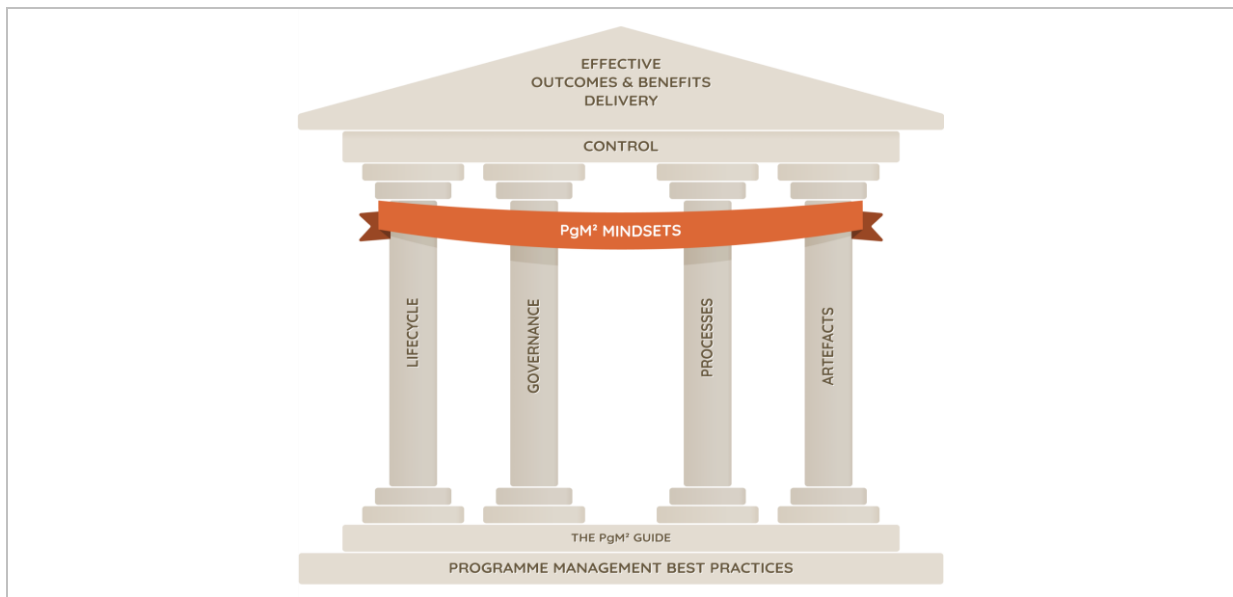 EFFECTIVE
OUTCOMES & BENEFITS
DELIVERY
CONTROL
PgM² MINDSETS
LIFECYCLE
GOVERNANCE
PROCESSES
ARTEFACTS
THE PgM² GUIDE
PROGRAMME MANAGEMENT BEST PRACTICES